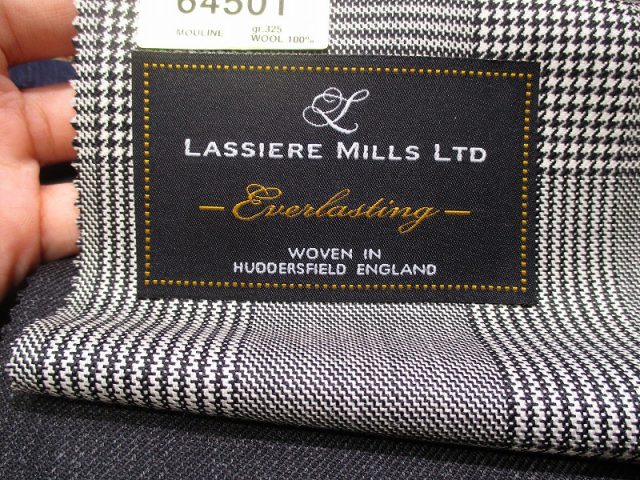 64501
MOULINE gr.325
WOOL 100%
L
LASSIERE MILLS LTD
Everlasting
WOVEN IN
HUDDERSFIELD ENGLAND